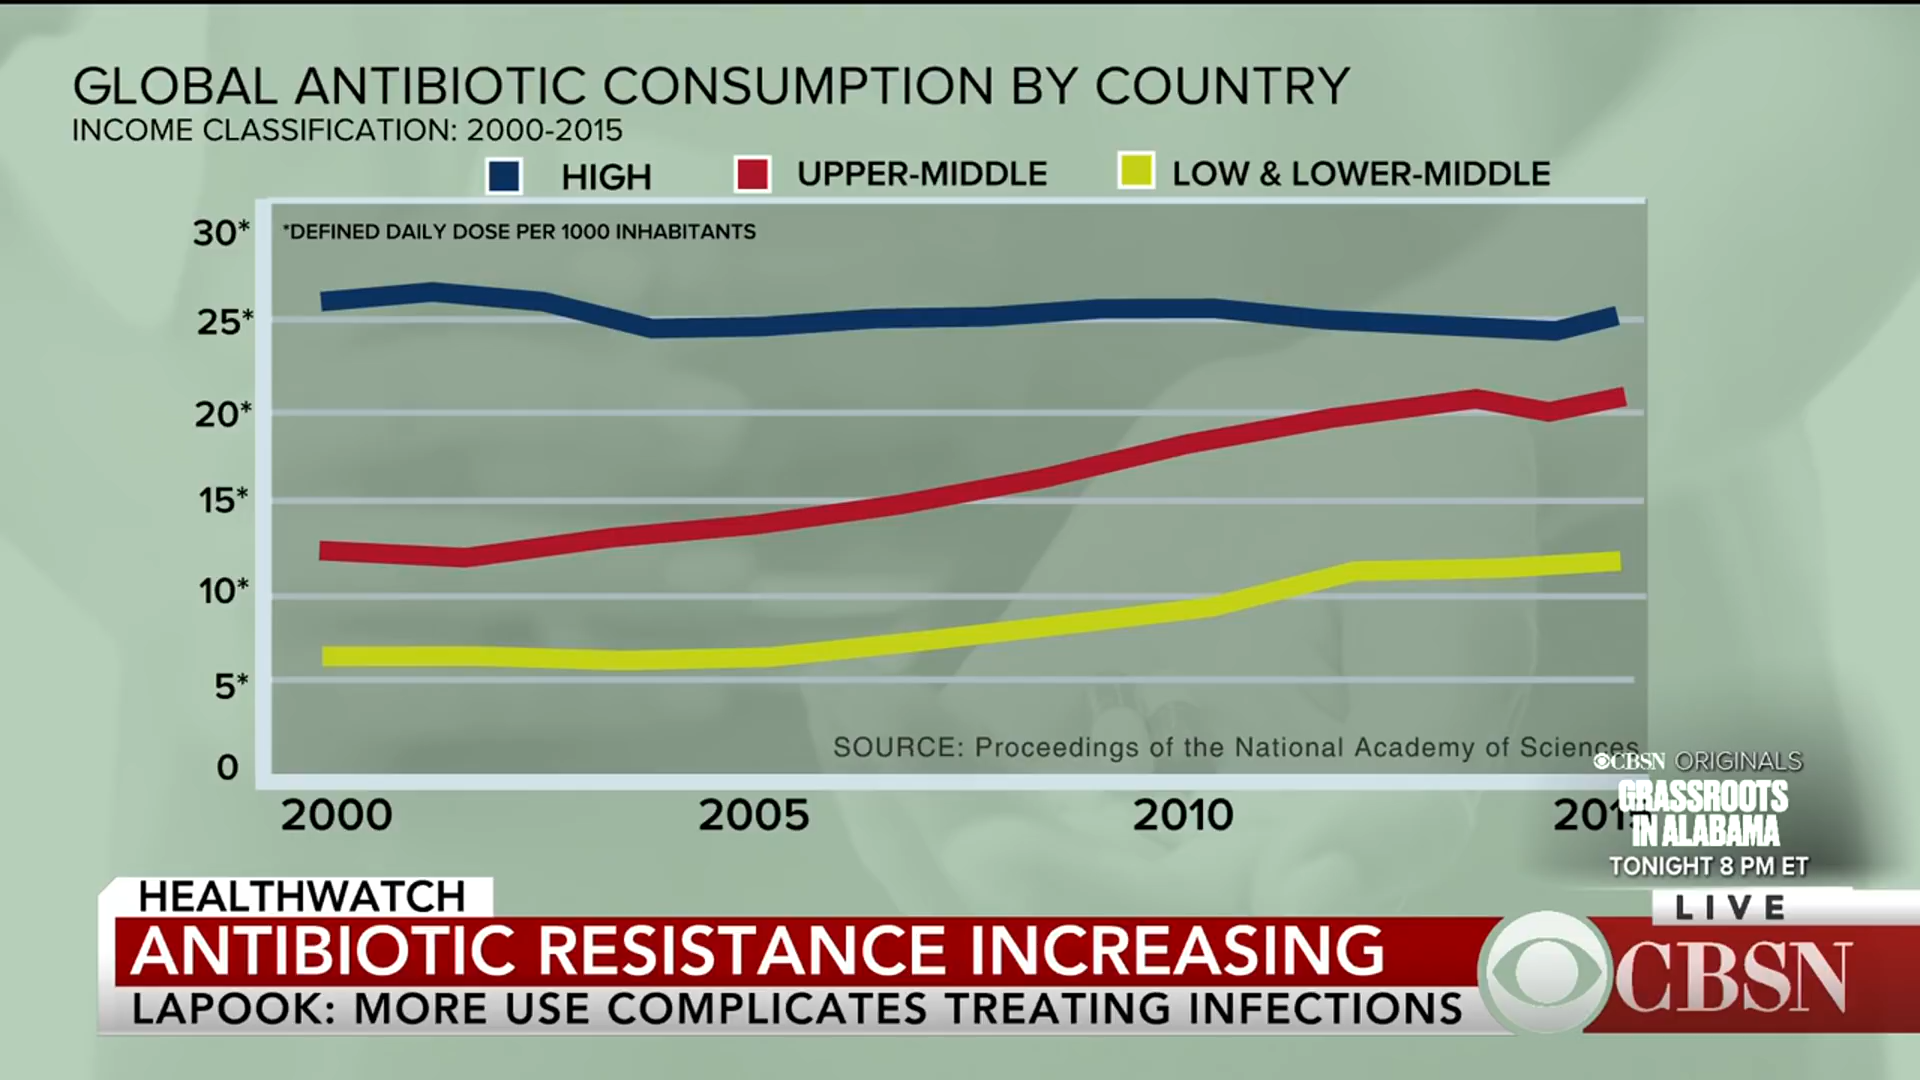 GLOBAL ANTIBIOTIC CONSUMPTION BY COUNTRY
INCOME CLASSIFICATION: 2000-2015
HIGH
UPPER-MIDDLE
LOW & LOWER-MIDDLE
*DEFINED DAILY DOSE PER 1000 INHABITANTS
30*
25*
20*
15*
10*
5*
0
SOURCE: Proceedings of the National Academy of Sciences
2000
2005
2010
CBSN ORIGINALS
GRASSROOTS
IN ALABAMA
TONIGHT 8 PM ET
HEALTHWATCH
LIVE
ANTIBIOTIC RESISTANCE INCREASING
CBSN
LAPOOK: MORE USE COMPLICATES TREATING INFECTIONS